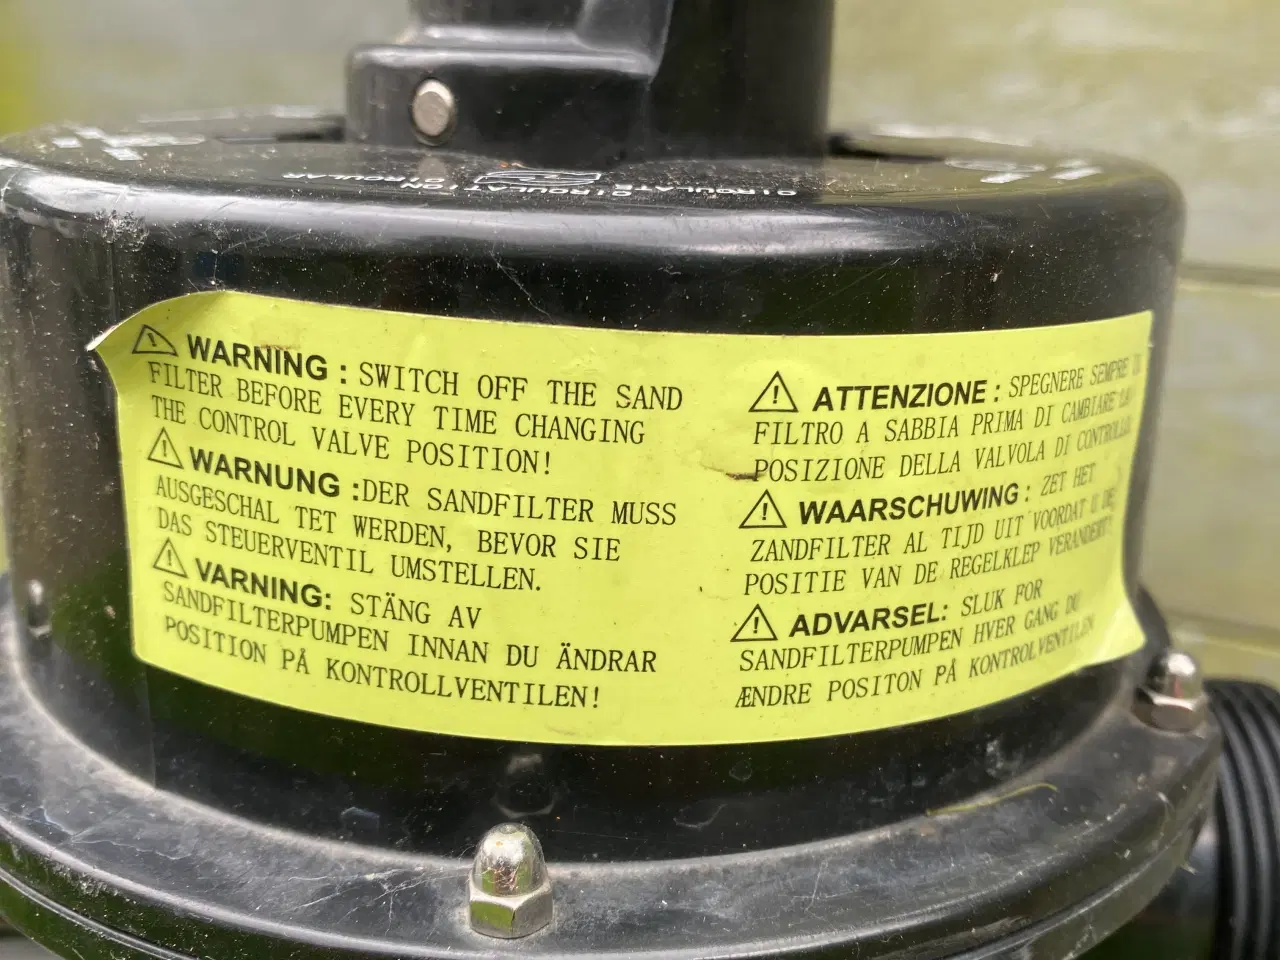 CIRCULAR
CIRCULATION
WARNING : SWITCH OFF THE SAND
FILTER BEFORE EVERY TIME CHANGING
THE CONTROL VALVE POSITION!
WARNUNG :DER SANDFILTER MUSS
AUSGESCHAL TET WERDEN, BEVOR SIE
DAS STEUERVENTIL UMSTELLEN.
VARNING: STÄNG AV
SANDFILTERPUMPEN INNAN DU ÄNDRAR
POSITION PÅ KONTROLLVENTILEN!
ATTENZIONE : SPEGNERE SEMPRE
FILTRO A SABBIA PRIMA DI CAMBIARE
POSIZIONE DELLA VALVOLA DI
WAARSCHUWING : ZET HET
ZANDFILTER AL TIJD UIT VOORDAT U DE
POSITIE VAN DE REGELKLEP VERANDERT!
ADVARSEL: SLUK FOR
SANDFILTERPUMPEN HVER GANG DU
ÆNDRE POSITON PÅ KONTROLVENTILEN